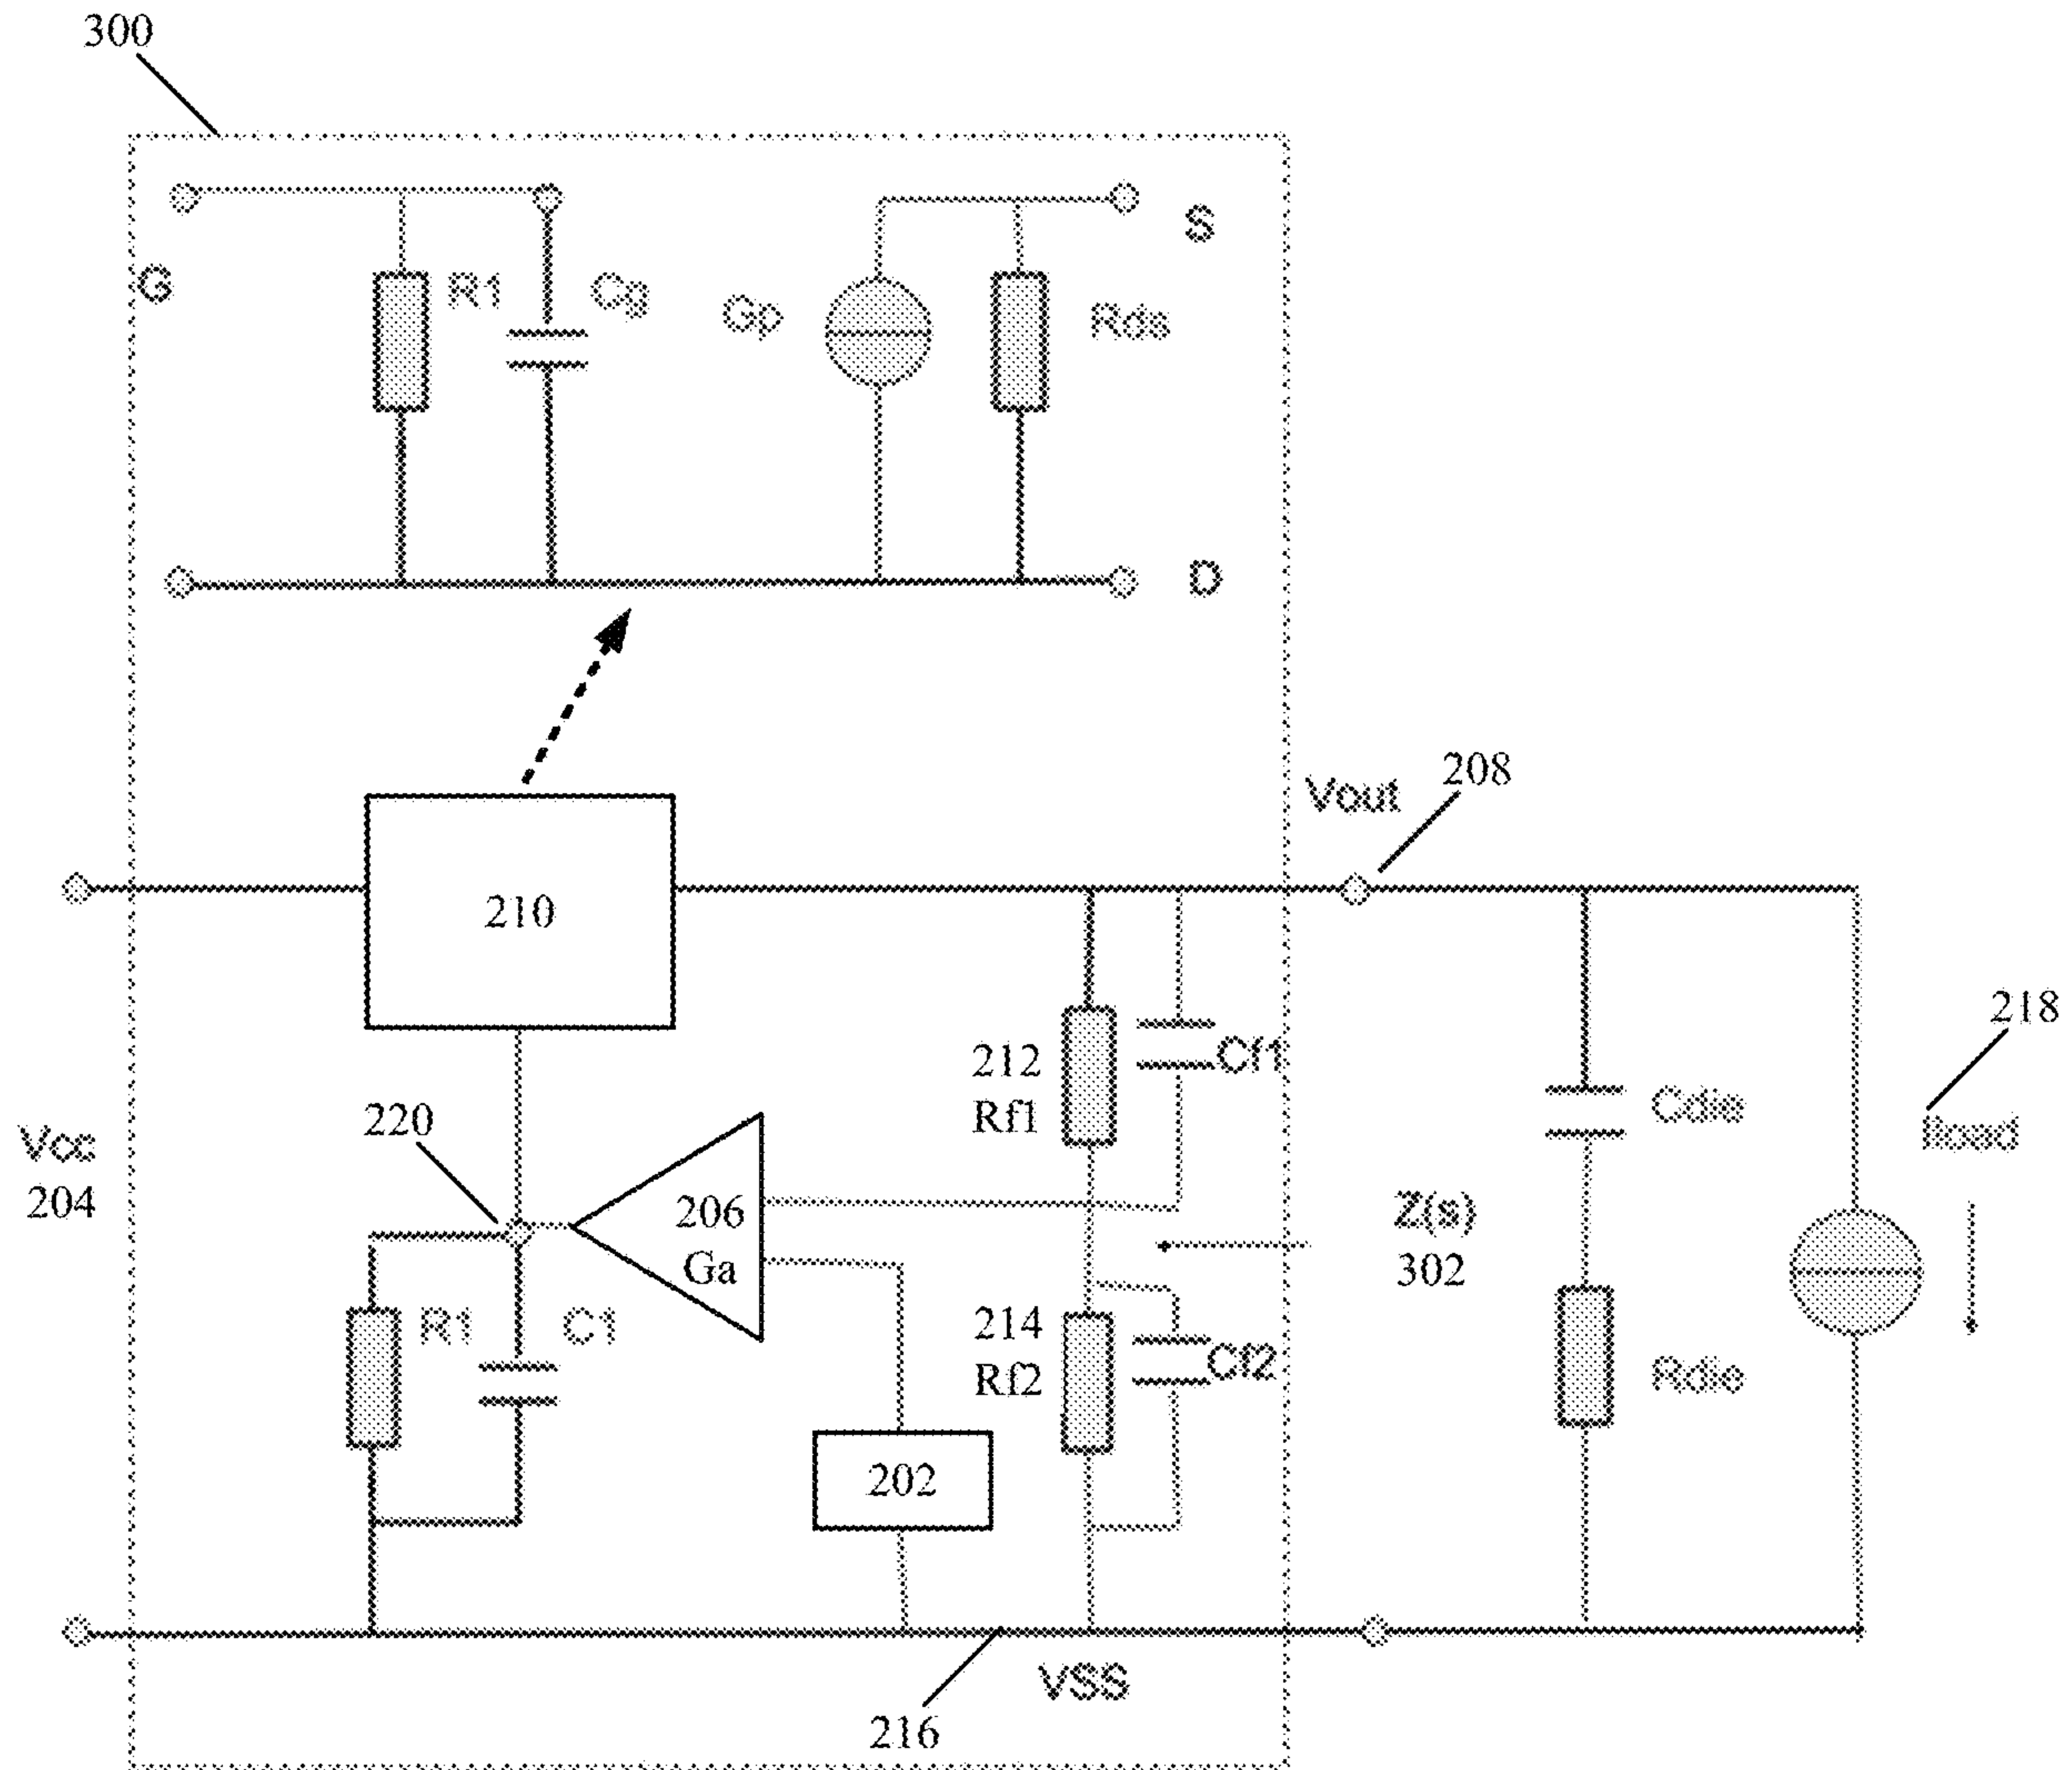 300
G
R1
Cg
Gp
Rds
S
D
210
Vout
208
Vcc
204
220
206
Ga
212
Rf1
Cf1
214
Rf2
Cf2
R1
C1
202
Z(s)
302
Cdie
Rdie
Iload
218
VSS
216